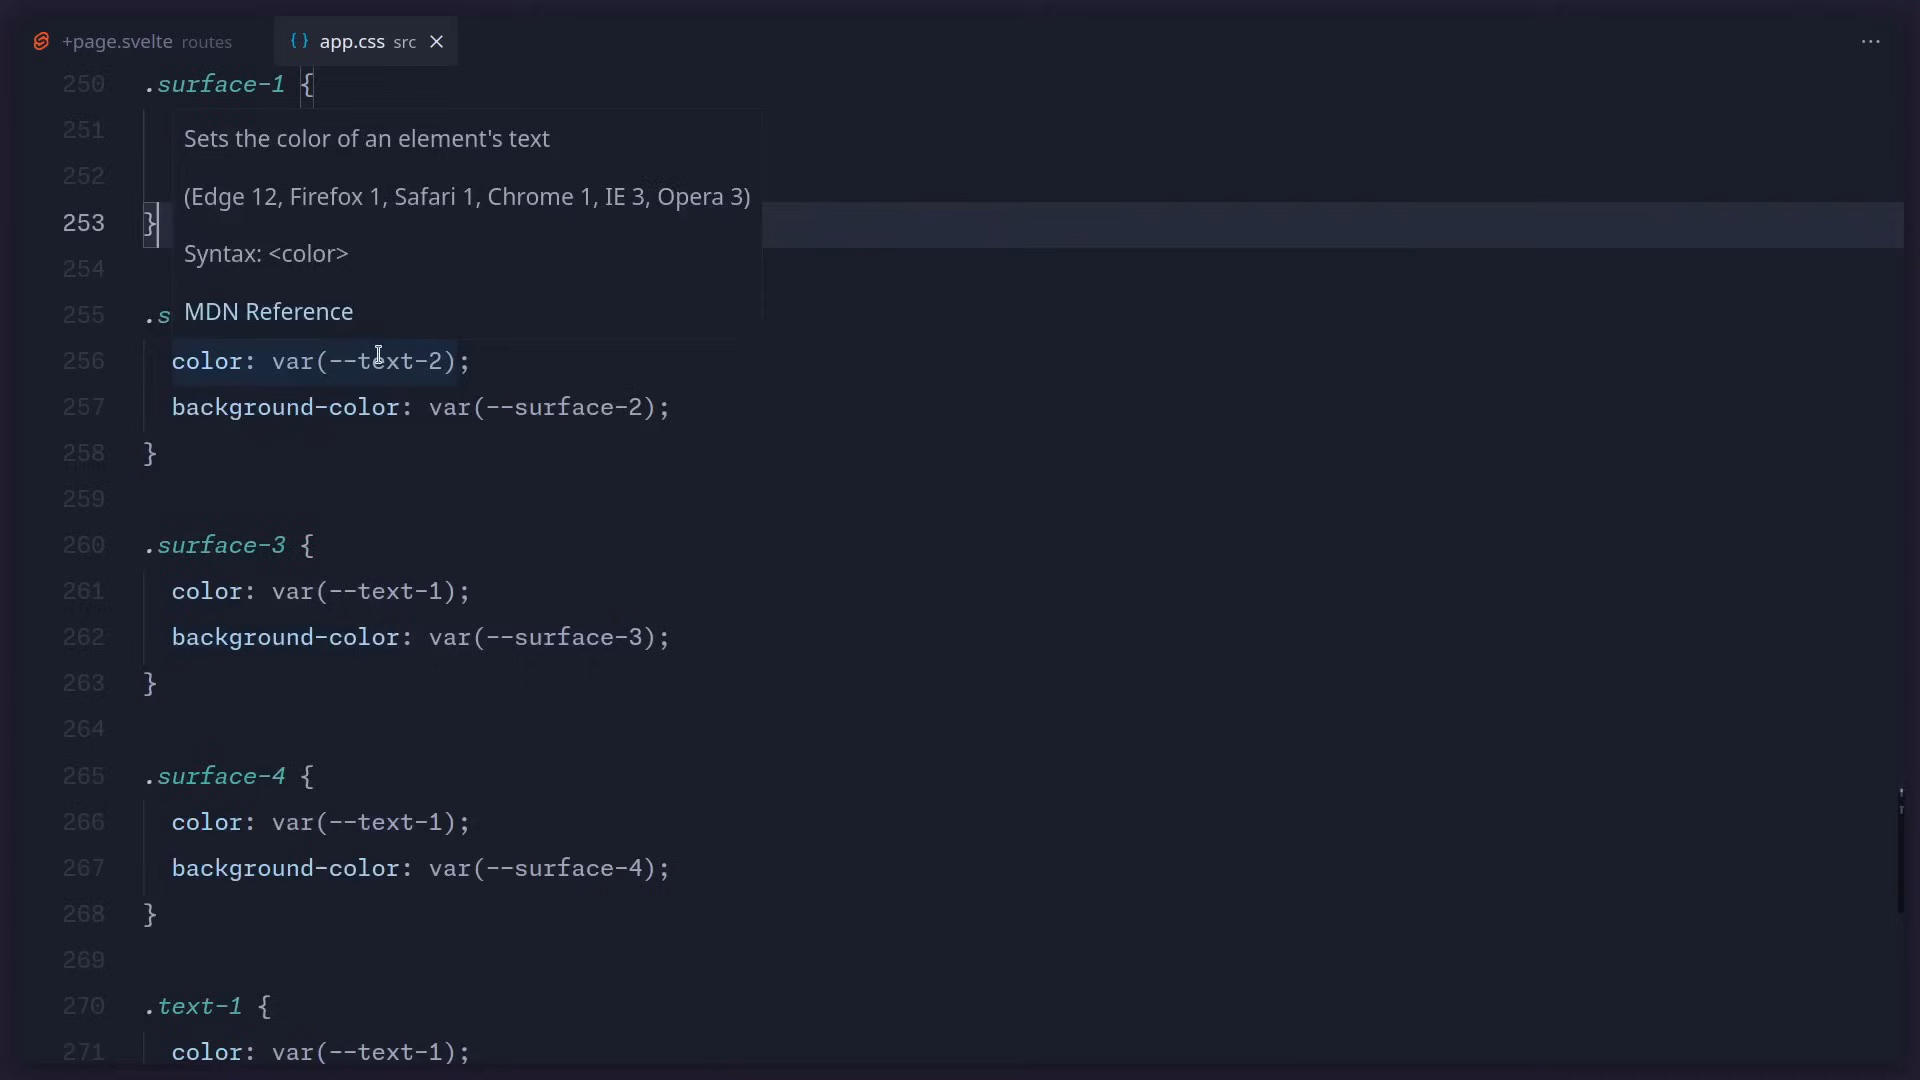 +page.svelte routes
{ } app.css src ×
...
250 .surface-1 {
251
Sets the color of an element's text
252
(Edge 12, Firefox 1, Safari 1, Chrome 1, IE 3, Opera 3)
253 }
254
Syntax: <color>
255 .s
MDN Reference
256 color: var(--text-2);
257 background-color: var(--surface-2);
258 }
259
260 .surface-3 {
261 color: var(--text-1);
262 background-color: var(--surface-3);
263 }
264
265 .surface-4 {
266 color: var(--text-1);
267 background-color: var(--surface-4);
268 }
269
270 .text-1 {
271 color: var(--text-1);